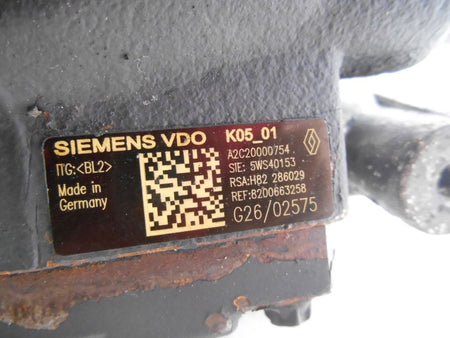 SIEMENS VDO K05_01
A2C20000754
ITG:<BL2> SIE: 5WS40153
Made in RSA:H82 286029
Germany REF:8200663258
G26/02575